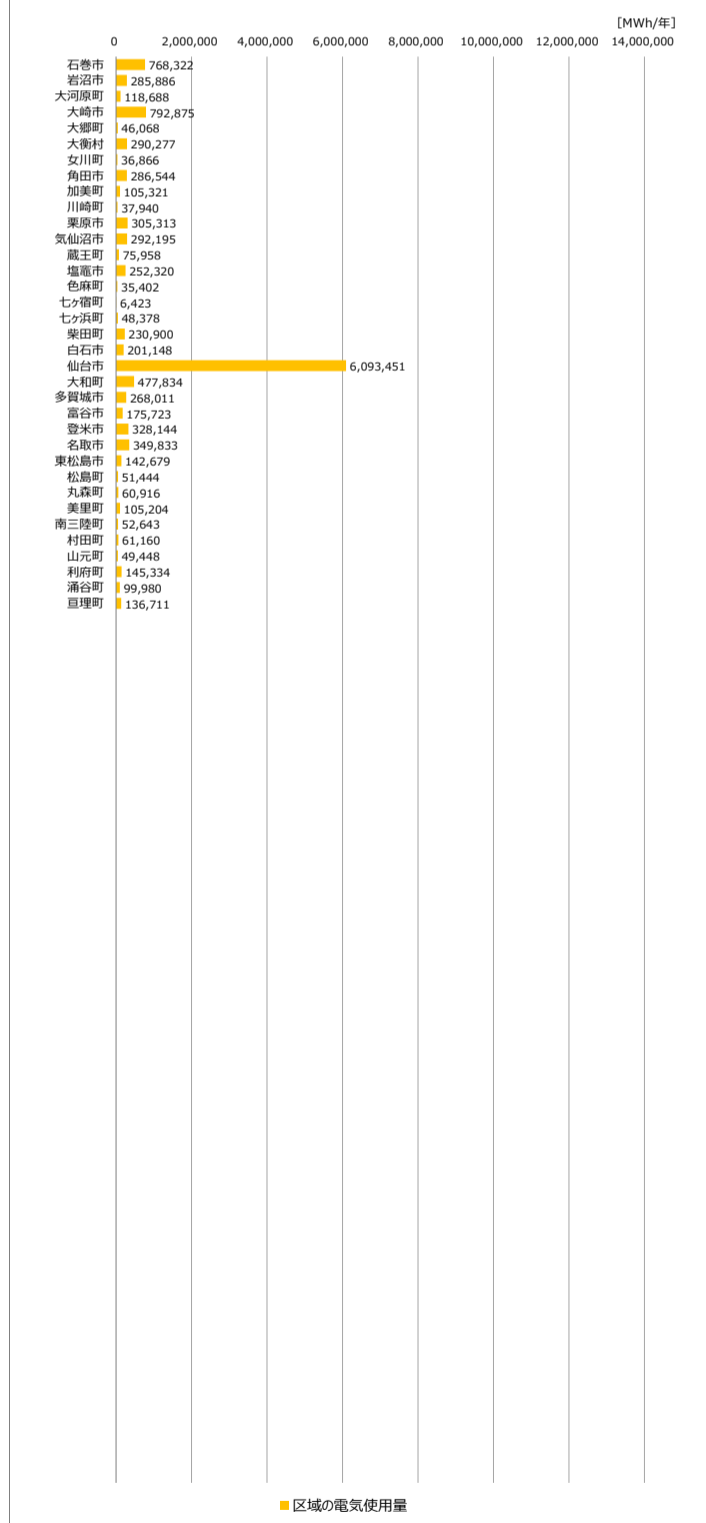 [MWh/年]
0 2,000,000 4,000,000 6,000,000 8,000,000 10,000,000 12,000,000 14,000,000
石巻市 768,322
岩沼市 285,886
大河原町 118,688
大崎市 792,875
大郷町 46,068
大衡村 290,277
女川町 36,866
角田市 286,544
加美町 105,321
川崎町 37,940
栗原市 305,313
気仙沼市 292,195
蔵王町 75,958
塩竈市 252,320
色麻町 35,402
七ヶ宿町 6,423
七ヶ浜町 48,378
柴田町 230,900
白石市 201,148
仙台市 6,093,451
大和町 477,834
多賀城市 268,011
富谷市 175,723
登米市 328,144
名取市 349,833
東松島市 142,679
松島町 51,444
丸森町 60,916
美里町 105,204
南三陸町 52,643
村田町 61,160
山元町 49,448
利府町 145,334
涌谷町 99,980
亘理町 136,711
区域の電気使用量